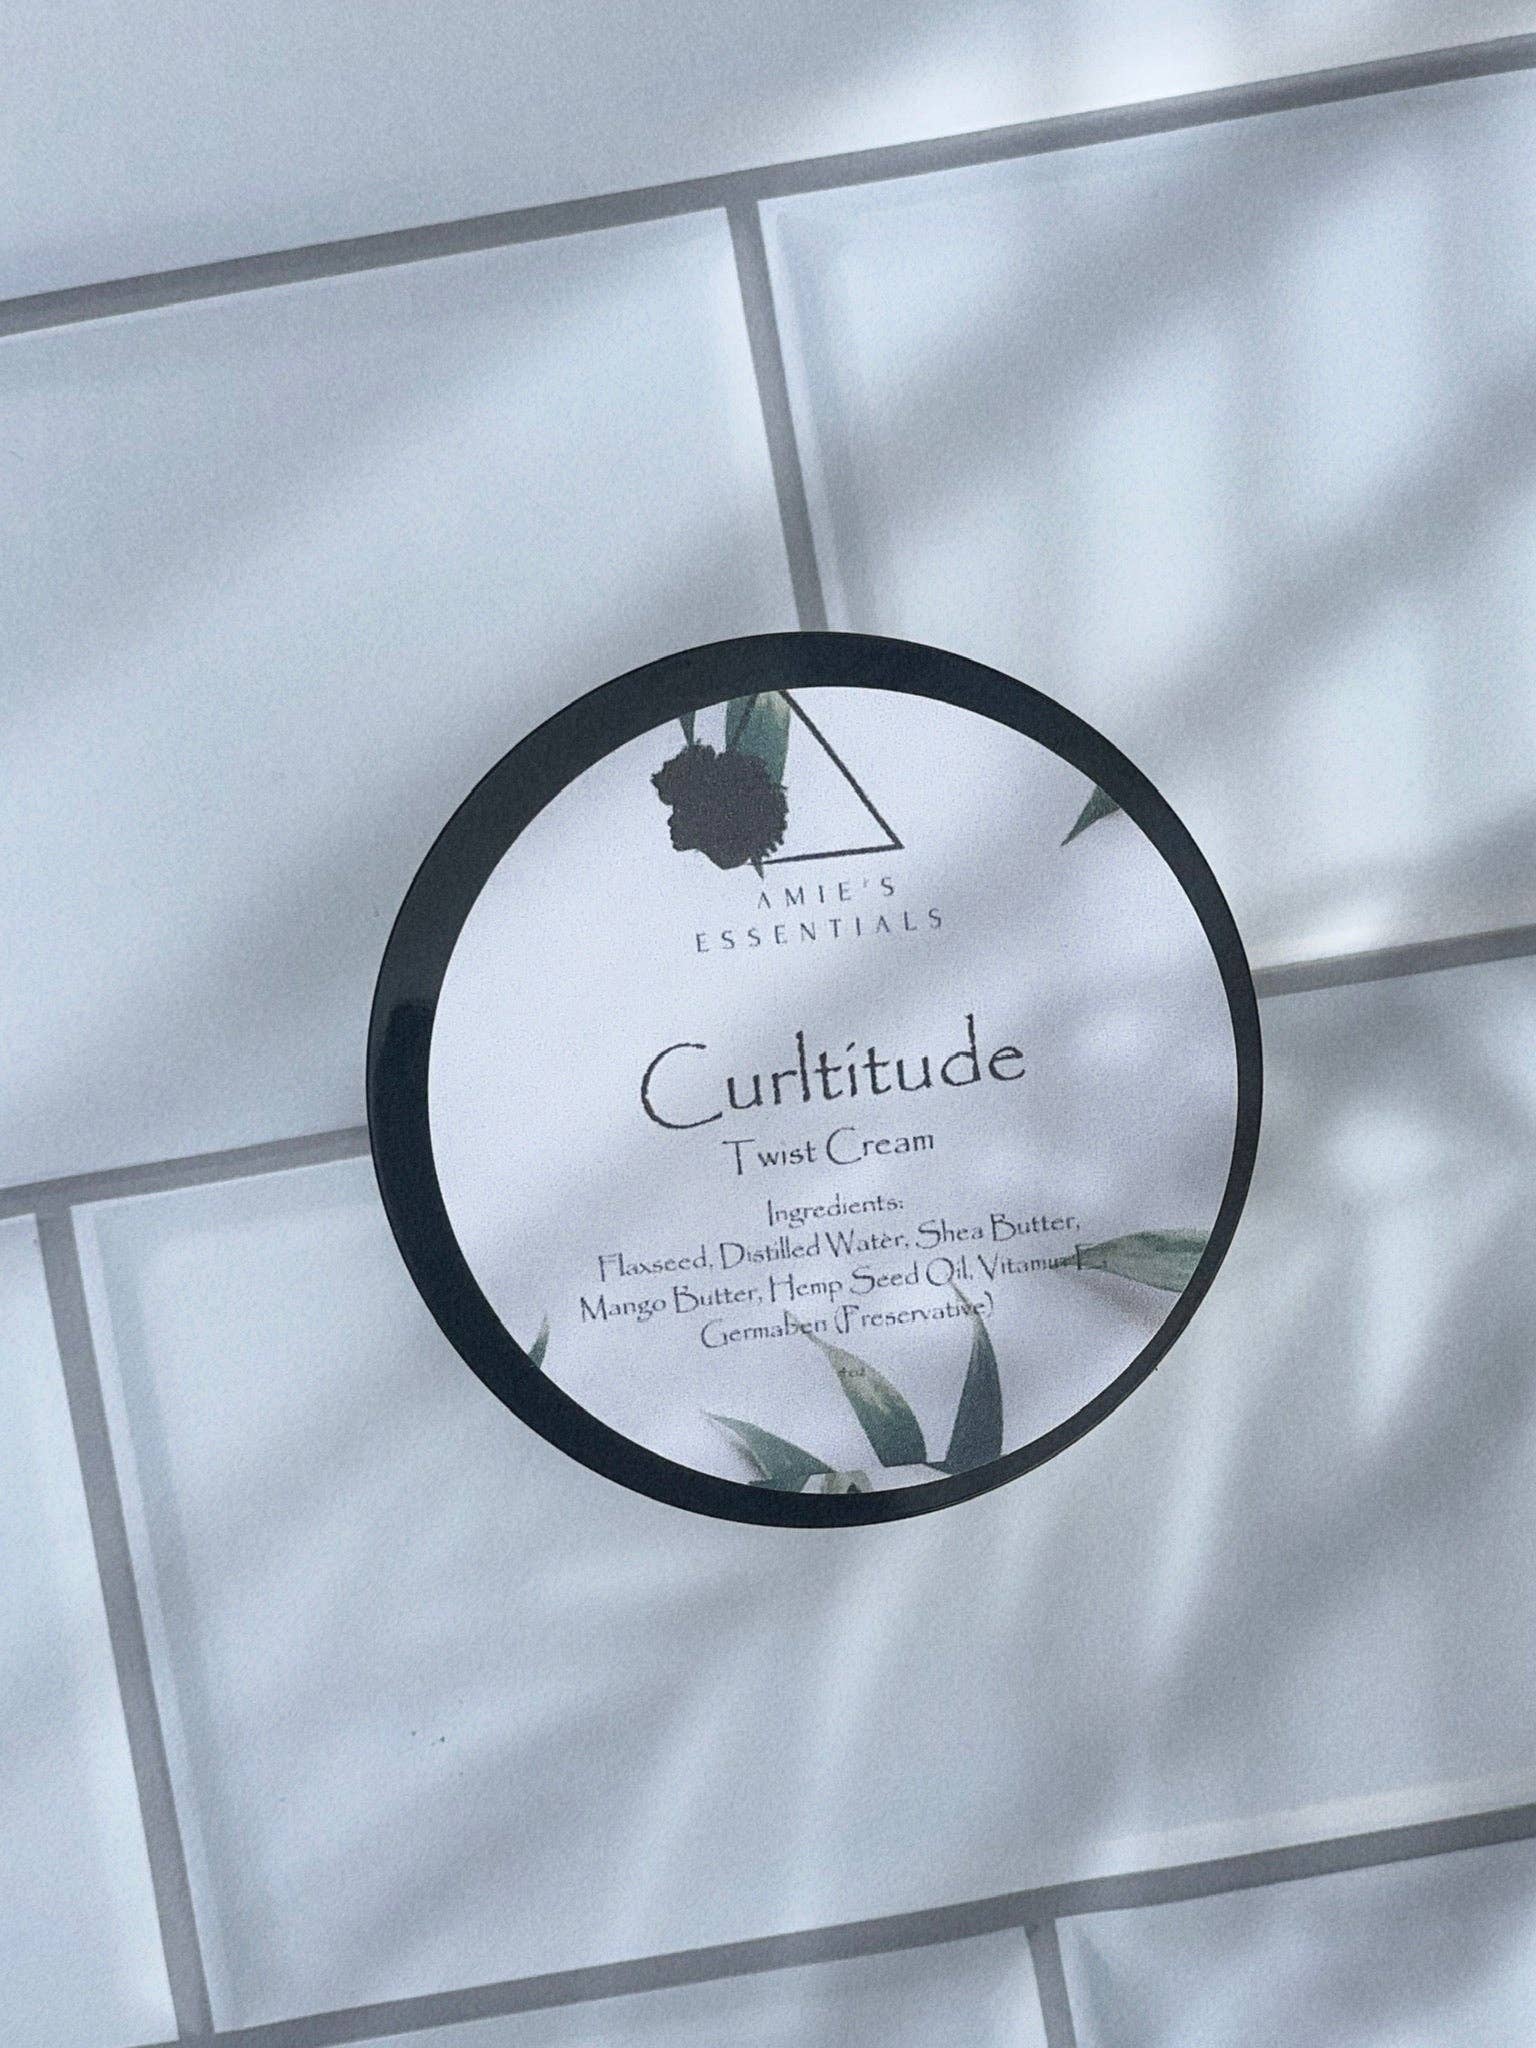 AMIE'S
ESSENTIALS
Curltitude
Twist Cream
Ingredients:
Flaxseed, Distilled Water, Shea Butter,
Mango Butter, Hemp Seed Oil, Vitamin E,
Germaben (Preservative)
4oz